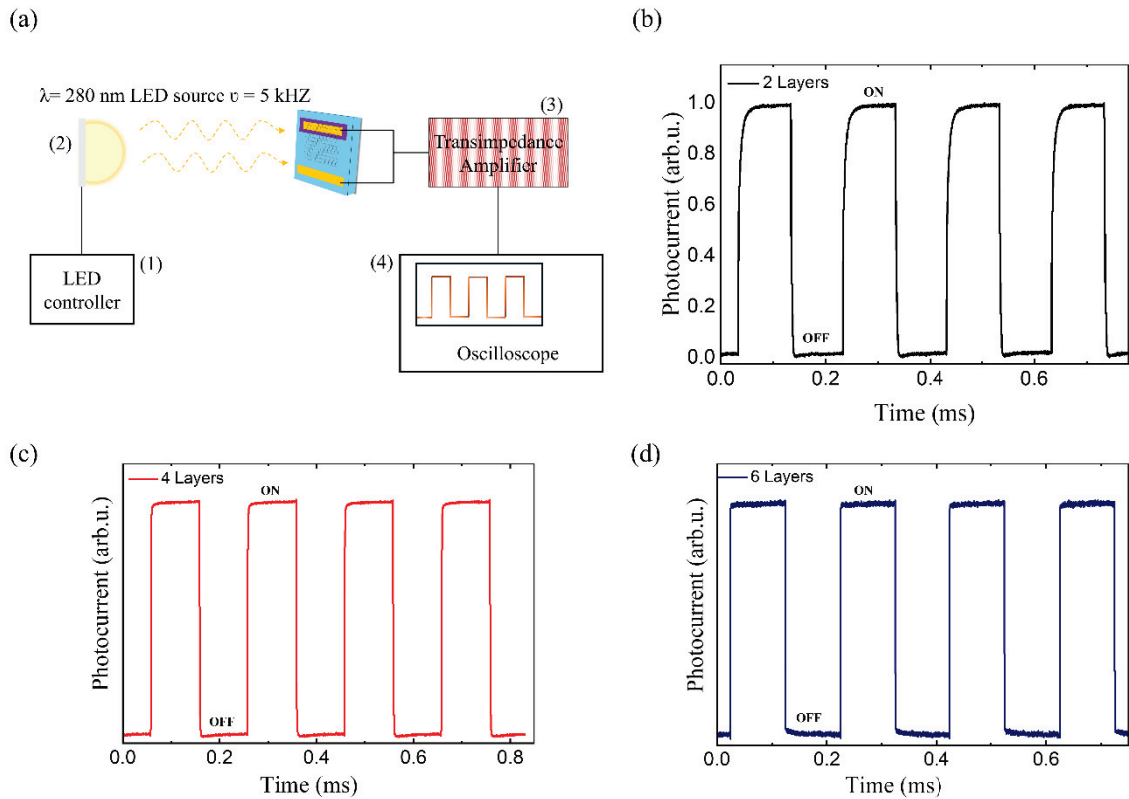 (a)
λ= 280 nm LED source υ = 5 kHZ
(2)
(3)
Transimpedance
Amplifier
(1)
LED
controller
(4)
Oscilloscope
(b)
2 Layers
ON
OFF
Photocurrent (arb.u.)
1.0
0.8
0.6
0.4
0.2
0.0
0.0 0.2 0.4 0.6
Time (ms)
(c)
4 Layers
ON
OFF
Photocurrent (arb.u.)
0.0 0.2 0.4 0.6 0.8
Time (ms)
(d)
6 Layers
ON
OFF
Photocurrent (arb.u.)
0.0 0.2 0.4 0.6
Time (ms)